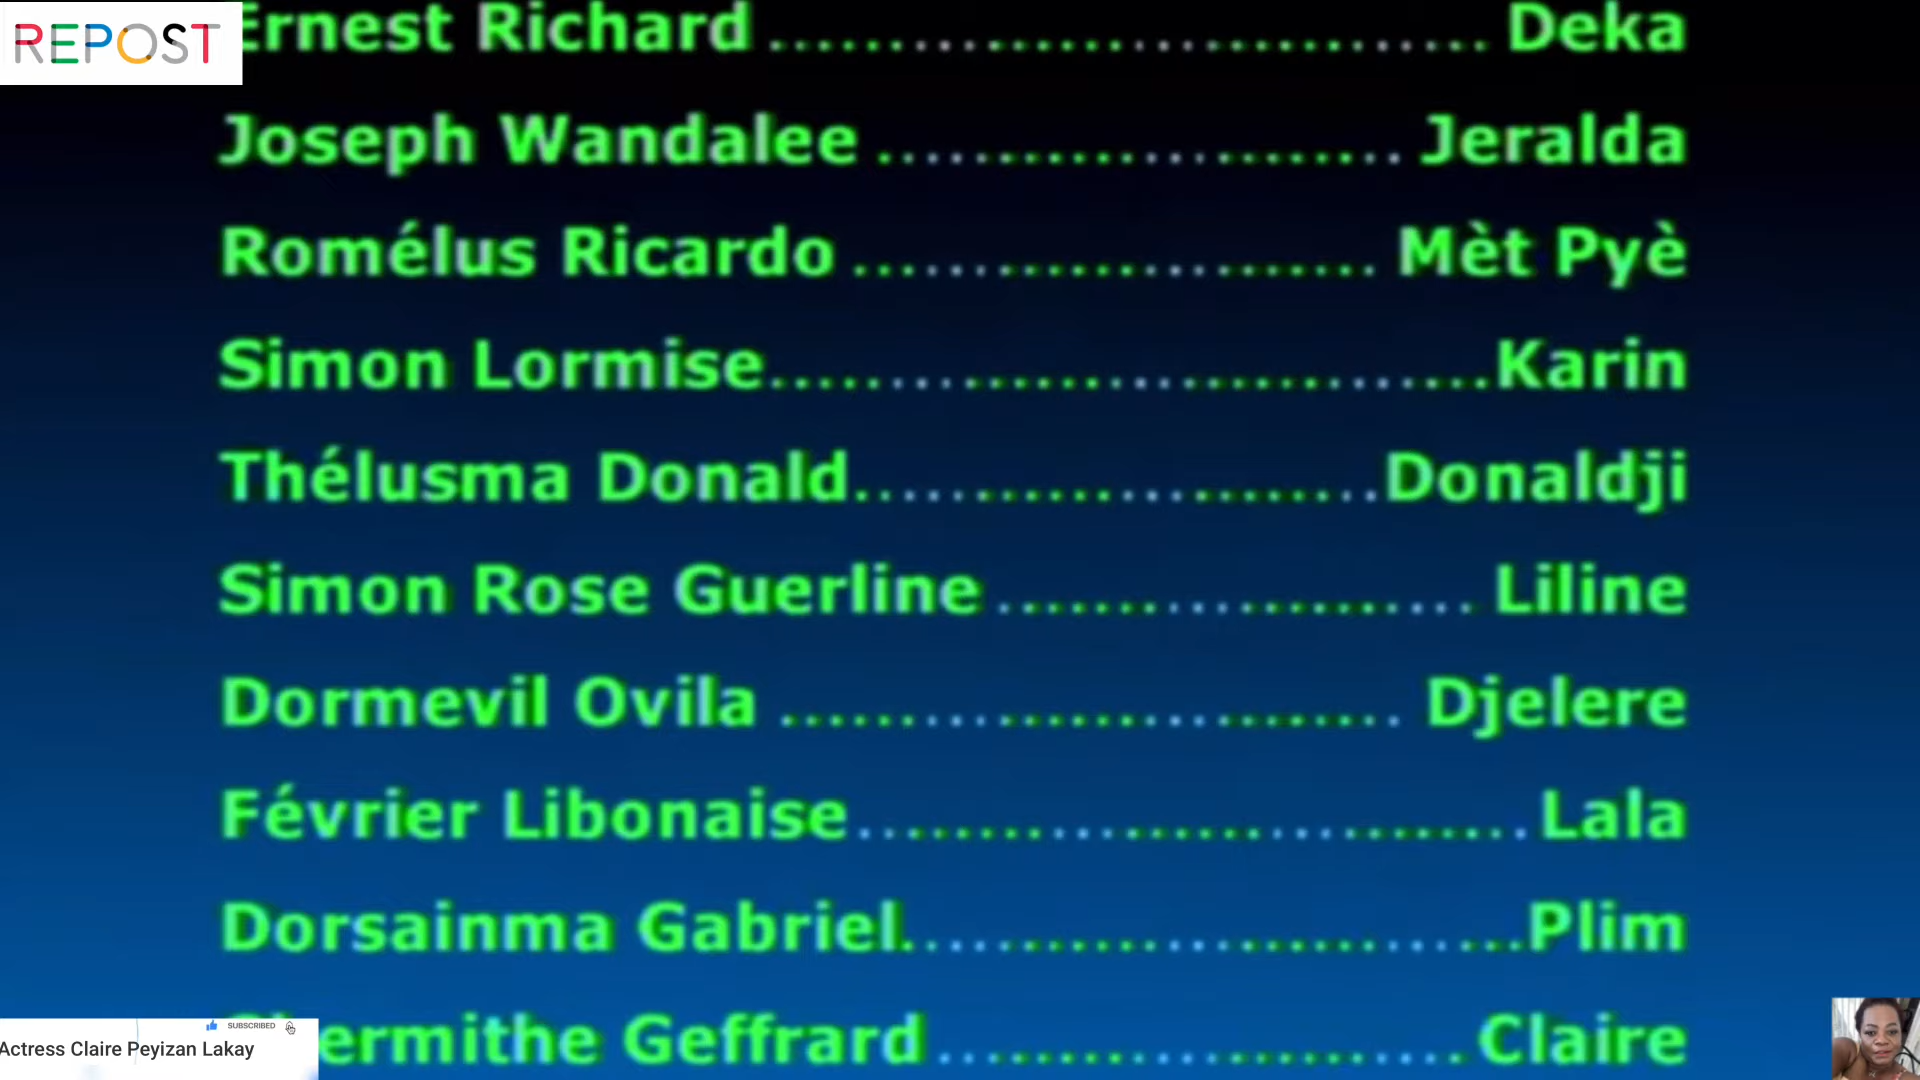 REPOST
Ernest Richard .............................. Deka
Joseph Wandalee ...................... Jeralda
Romélus Ricardo ...................... Mèt Pyè
Simon Lormise..............................Karin
Thélusma Donald......................Donaldji
Simon Rose Guerline .................... Liline
Dormevil Ovila .......................... Djelere
Février Libonaise............................Lala
Dorsainma Gabriel..........................Plim
ermithe Geffrard ...................... Claire
SUBSCRIBED
Actress Claire Peyizan Lakay